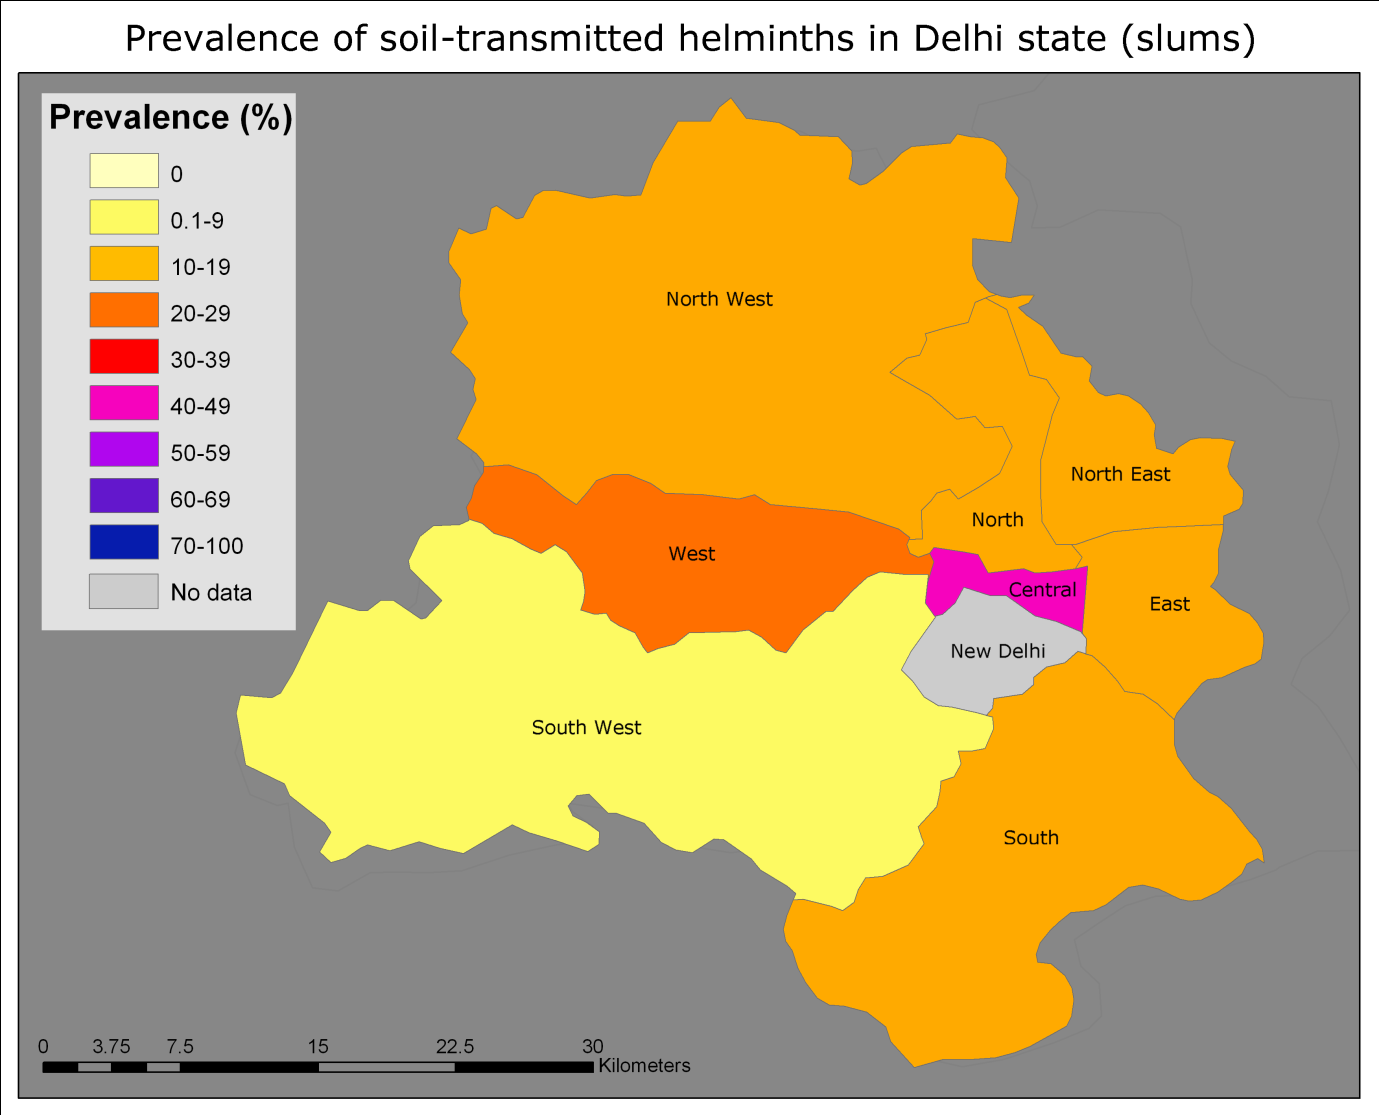 Prevalence of soil-transmitted helminths in Delhi state (slums)
Prevalence (%)
0
0.1-9
10-19
20-29
30-39
40-49
50-59
60-69
70-100
No data
North West
North East
North
West
Central
East
New Delhi
South West
South
0 3.75 7.5 15 22.5 30
Kilometers